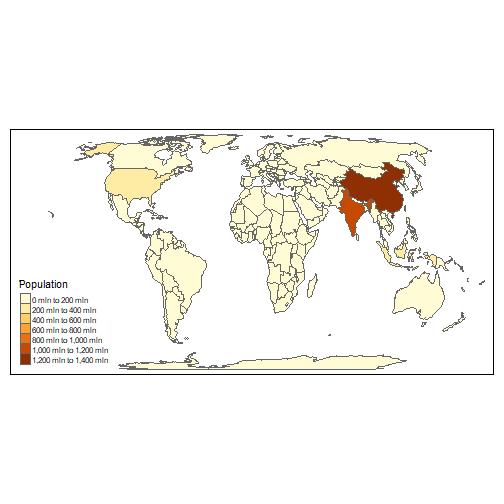 Population
0 mln to 200 mln
200 mln to 400 mln
400 mln to 600 mln
600 mln to 800 mln
800 mln to 1,000 mln
1,000 mln to 1,200 mln
1,200 mln to 1,400 mln